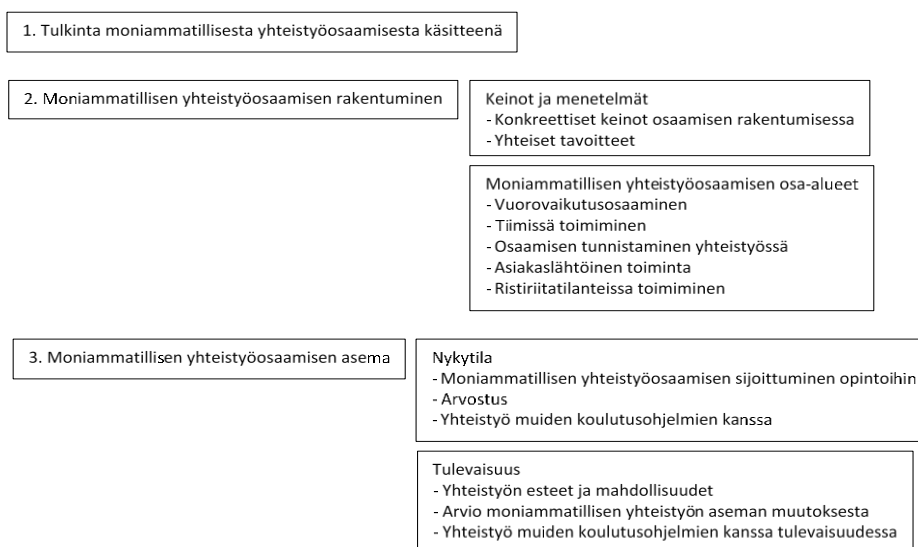 1. Tulkinta moniammatillisesta yhteistyöosaamisesta käsitteenä
2. Moniammatillisen yhteistyöosaamisen rakentuminen
Keinot ja menetelmät
- Konkreettiset keinot osaamisen rakentumisessa
- Yhteiset tavoitteet
Moniammatillisen yhteistyöosaamisen osa-alueet
- Vuorovaikutusosaaminen
- Tiimissä toimiminen
- Osaamisen tunnistaminen yhteistyössä
- Asiakaslähtöinen toiminta
- Ristiriitatilanteissa toimiminen
3. Moniammatillisen yhteistyöosaamisen asema
Nykytila
- Moniammatillisen yhteistyöosaamisen sijoittuminen opintoihin
- Arvostus
- Yhteistyö muiden koulutusohjelmien kanssa
Tulevaisuus
- Yhteistyön esteet ja mahdollisuudet
- Arvio moniammatillisen yhteistyön aseman muutoksesta
- Yhteistyö muiden koulutusohjelmien kanssa tulevaisuudessa